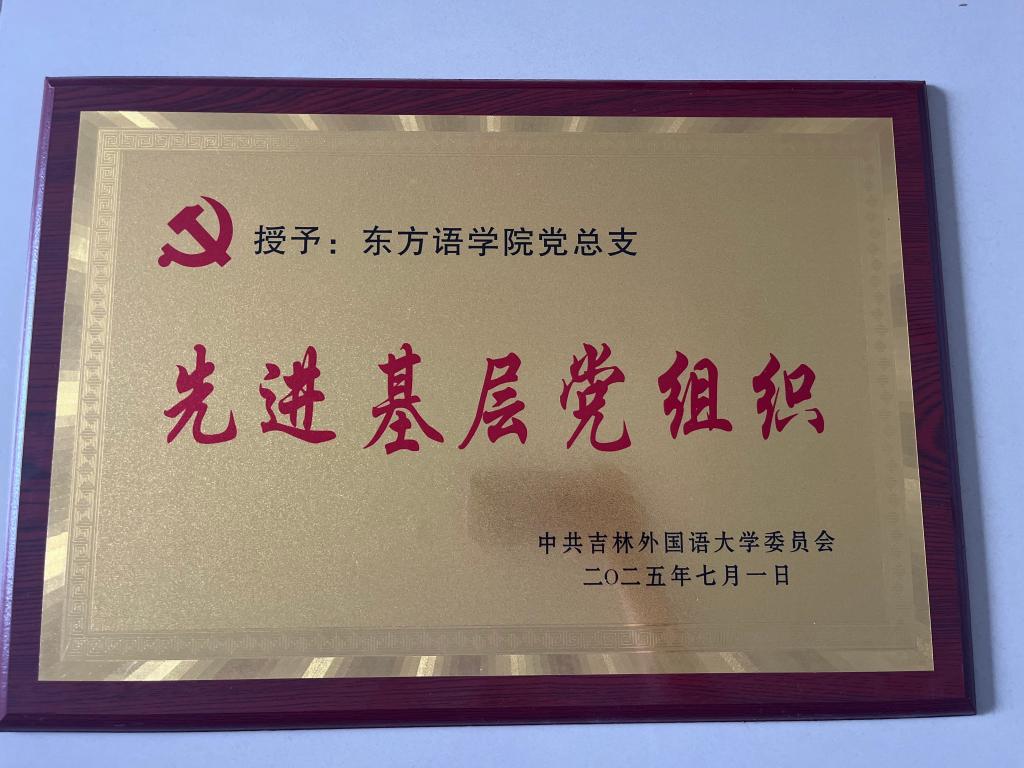 授予：东方语学院党总支
先进基层党组织
中共吉林外国语大学委员会
二〇二五年七月一日